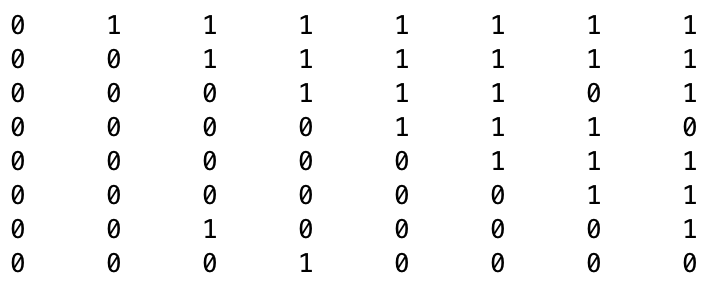 0 1 1 1 1 1 1 1
0 0 1 1 1 1 1 1
0 0 0 1 1 1 0 1
0 0 0 0 1 1 1 0
0 0 0 0 0 1 1 1
0 0 0 0 0 0 1 1
0 0 1 0 0 0 0 1
0 0 0 1 0 0 0 0